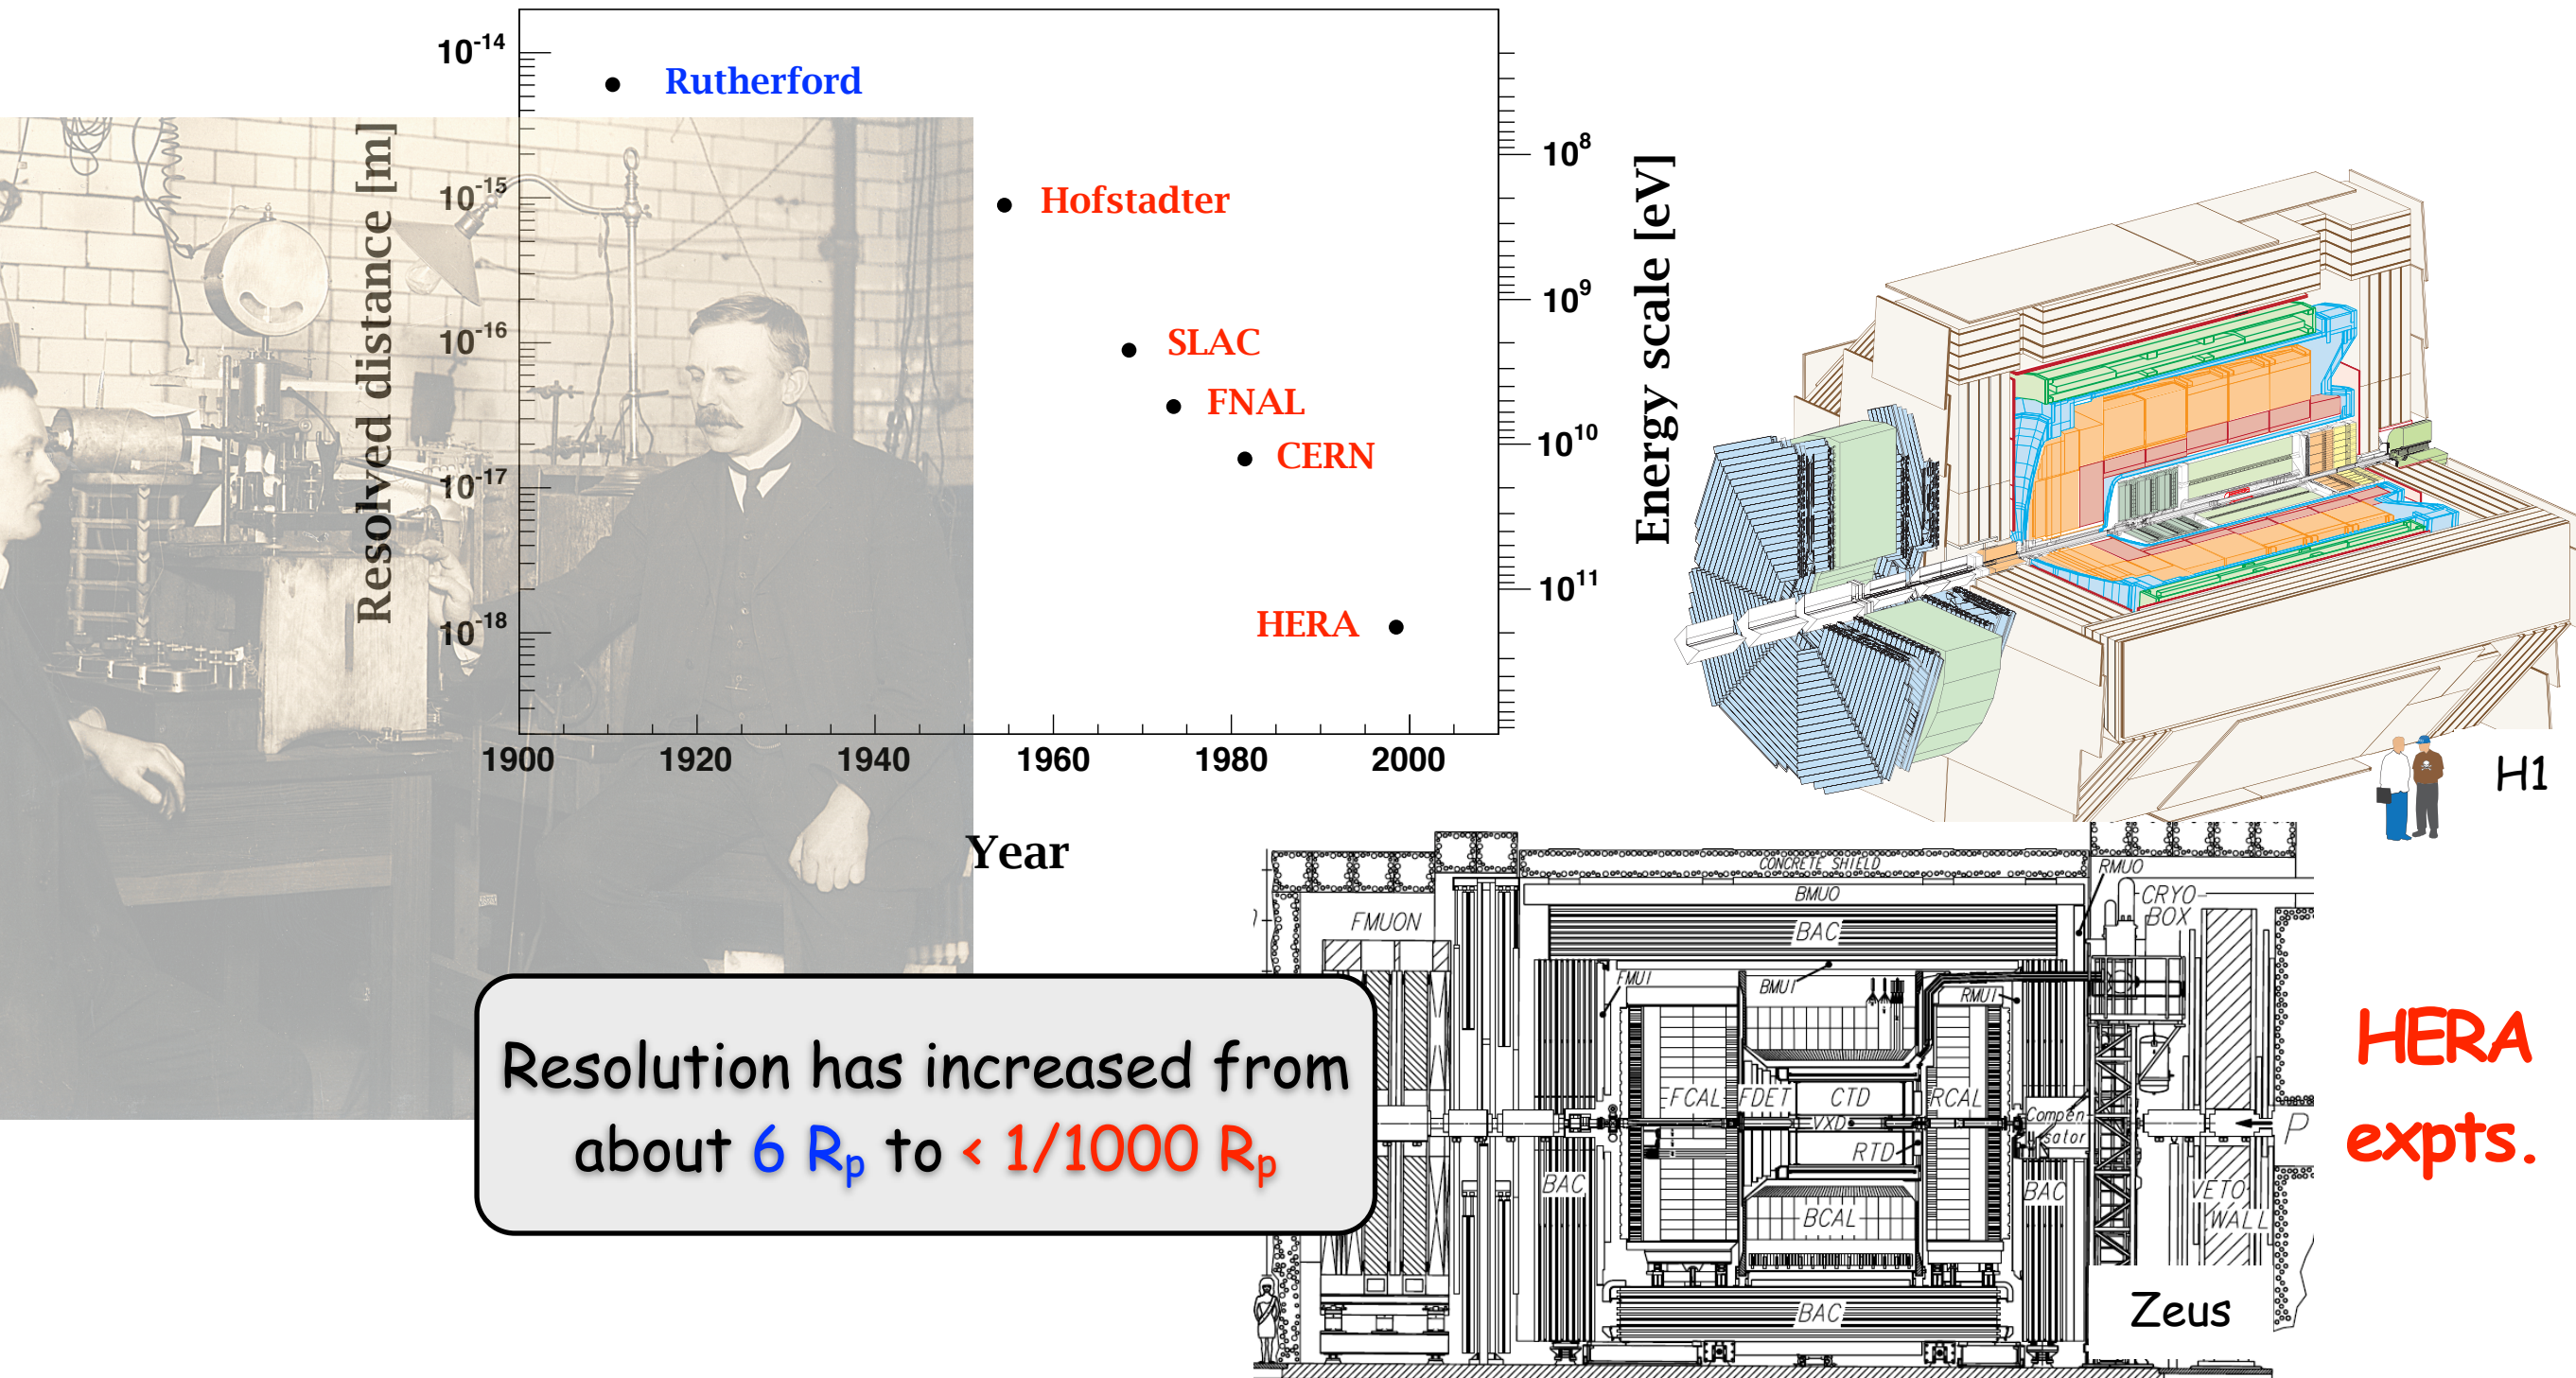 10⁻¹⁴
10⁻¹⁵
10⁻¹⁶
10⁻¹⁷
10⁻¹⁸
Resolved distance [m]
Rutherford
Hofstadter
SLAC
FNAL
CERN
HERA
10⁸
10⁹
10¹⁰
10¹¹
Energy scale [eV]
1900 1920 1940 1960 1980 2000
Year
H1
Resolution has increased from
about 6 Rₚ to < 1/1000 Rₚ
CONCRETE SHIELD
RMUO
BMUO
CRYO-
BOX
FMUON
BAC
FMUI
BMUI
RMUI
FCAL
FDET
CTD
RCAL
VXD
RTD
Compen
sator
P
BAC
BAC
VETO
WALL
BCAL
BAC
Zeus
HERA
expts.